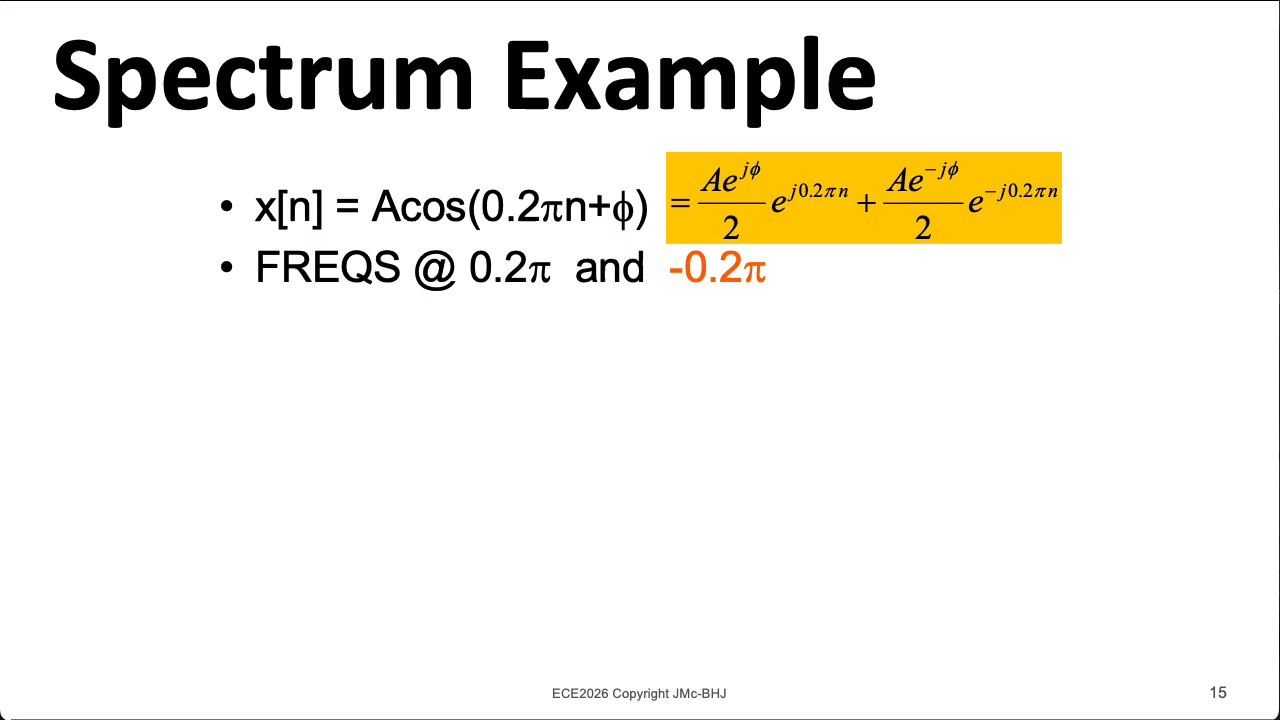 Spectrum Example
• x[n] = Acos(0.2πn+ϕ) = Ae^{jϕ}/2 e^{j0.2πn} + Ae^{−jϕ}/2 e^{−j0.2πn}
• FREQS @ 0.2π and -0.2π
ECE2026 Copyright JMc-BHJ
15